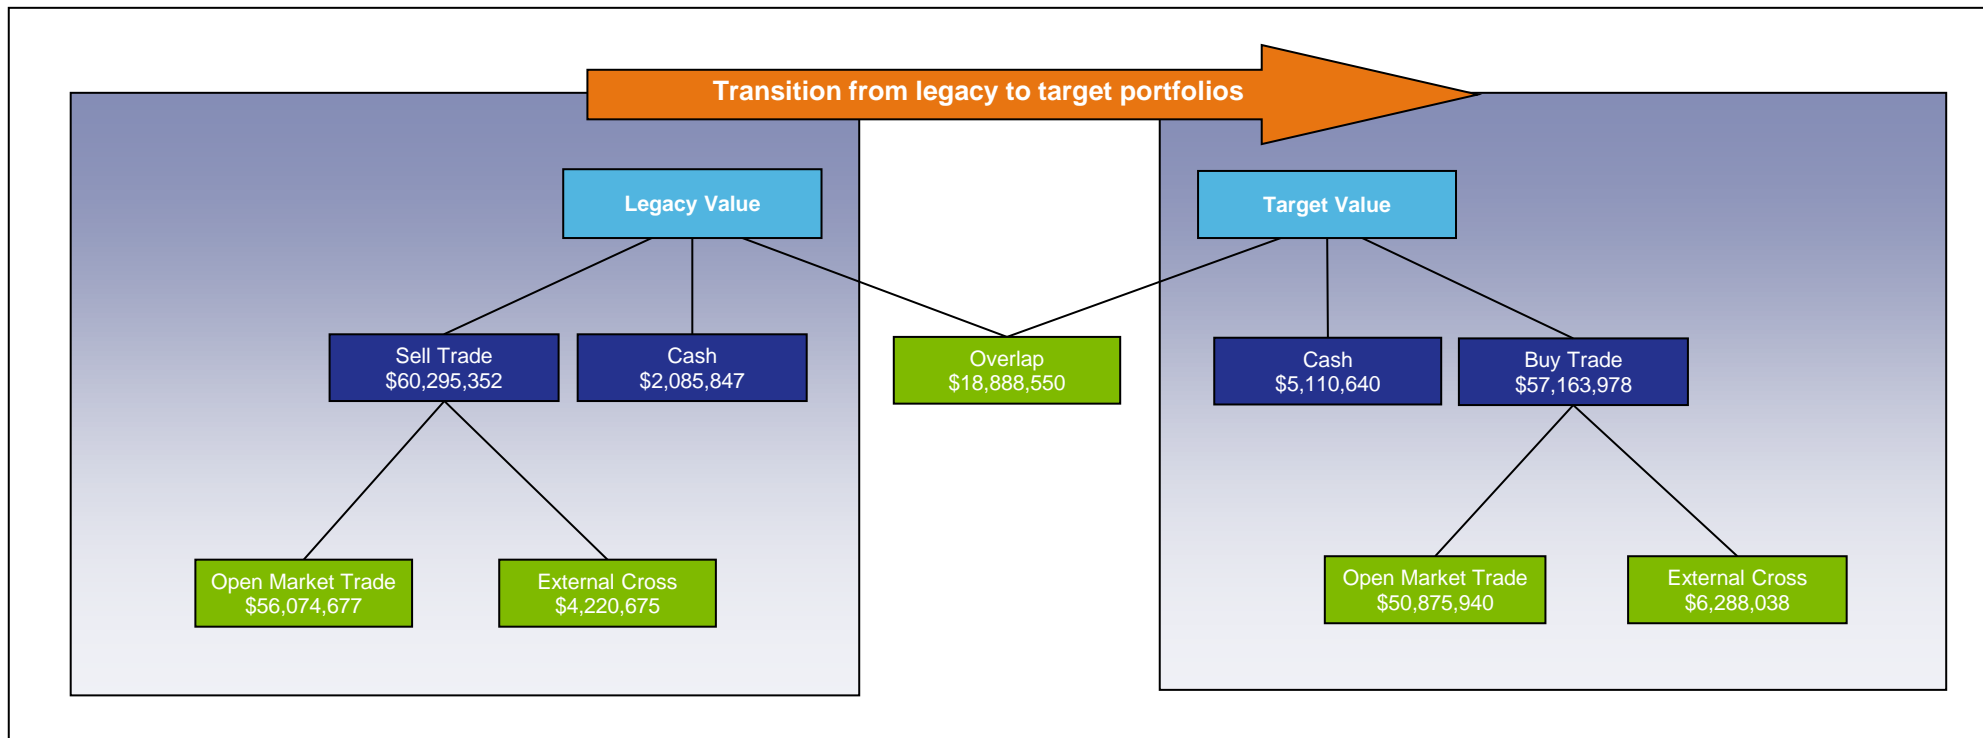 Transition from legacy to target portfolios
Legacy Value
Target Value
Sell Trade
$60,295,352
Cash
$2,085,847
Overlap
$18,888,550
Cash
$5,110,640
Buy Trade
$57,163,978
Open Market Trade
$56,074,677
External Cross
$4,220,675
Open Market Trade
$50,875,940
External Cross
$6,288,038